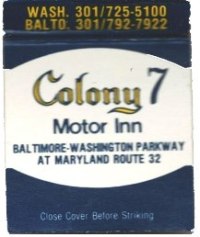 WASH. 301/725-5100
BALTO: 301/792-7922
Colony 7
Motor Inn
BALTIMORE-WASHINGTON PARKWAY
AT MARYLAND ROUTE 32
Close Cover Before Striking